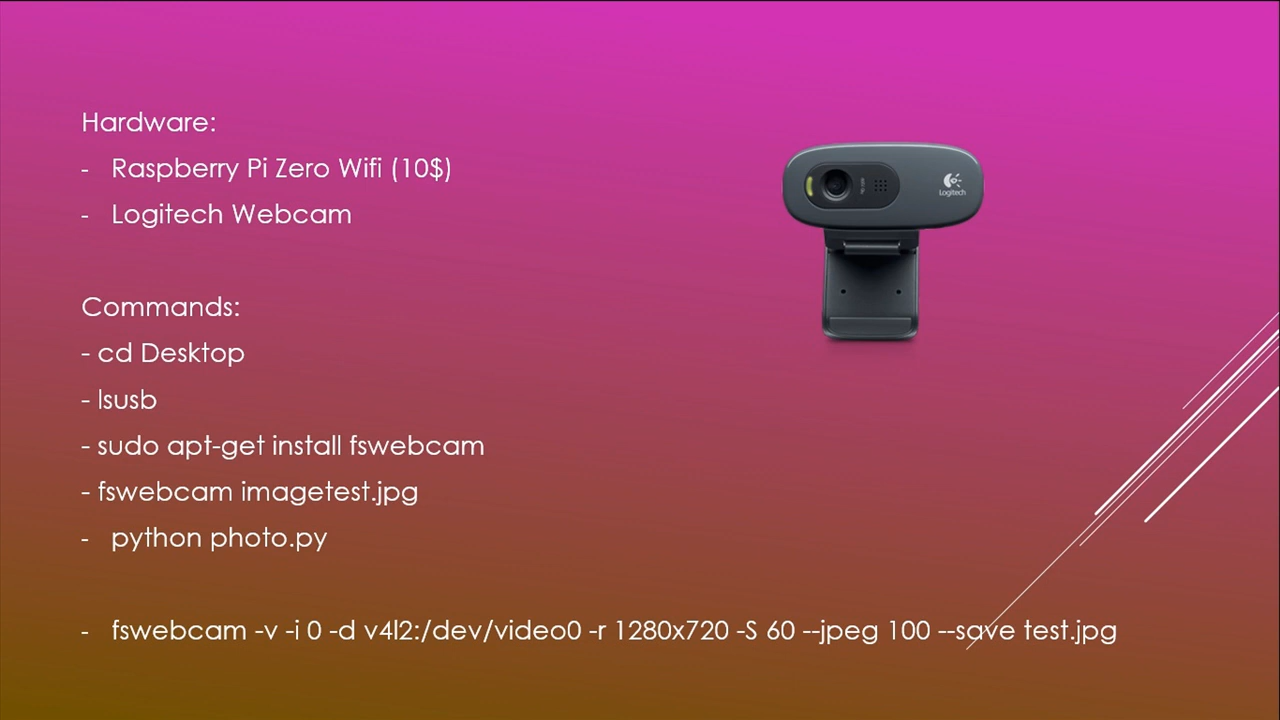 Hardware:
- Raspberry Pi Zero Wifi (10$)
- Logitech Webcam
Logitech
Commands:
- cd Desktop
- lsusb
- sudo apt-get install fswebcam
- fswebcam imagetest.jpg
- python photo.py
- fswebcam -v -i 0 -d v4l2:/dev/video0 -r 1280x720 -S 60 --jpeg 100 --save test.jpg